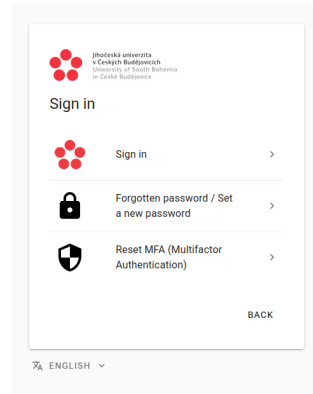 Jihočeská univerzita
v Českých Budějovicích
University of South Bohemia
in České Budějovice
Sign in
Sign in
Forgotten password / Set
a new password
Reset MFA (Multifactor
Authentication)
BACK
ENGLISH